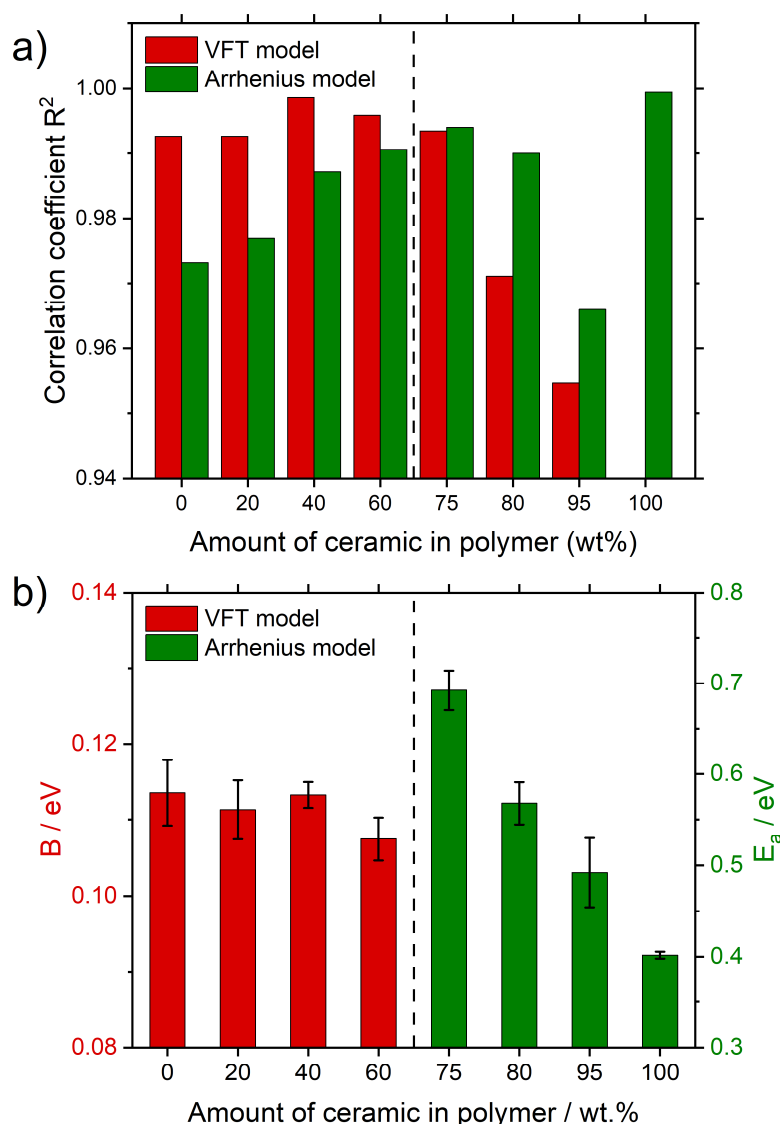 a)
VFT model
Arrhenius model
Correlation coefficient R²
1.00
0.98
0.96
0.94
0 20 40 60 75 80 95 100
Amount of ceramic in polymer (wt%)
b)
VFT model
Arrhenius model
B / eV
0.14
0.12
0.10
0.08
0.8
0.7
0.6
0.5
0.4
0.3
Eₐ / eV
0 20 40 60 75 80 95 100
Amount of ceramic in polymer / wt.%